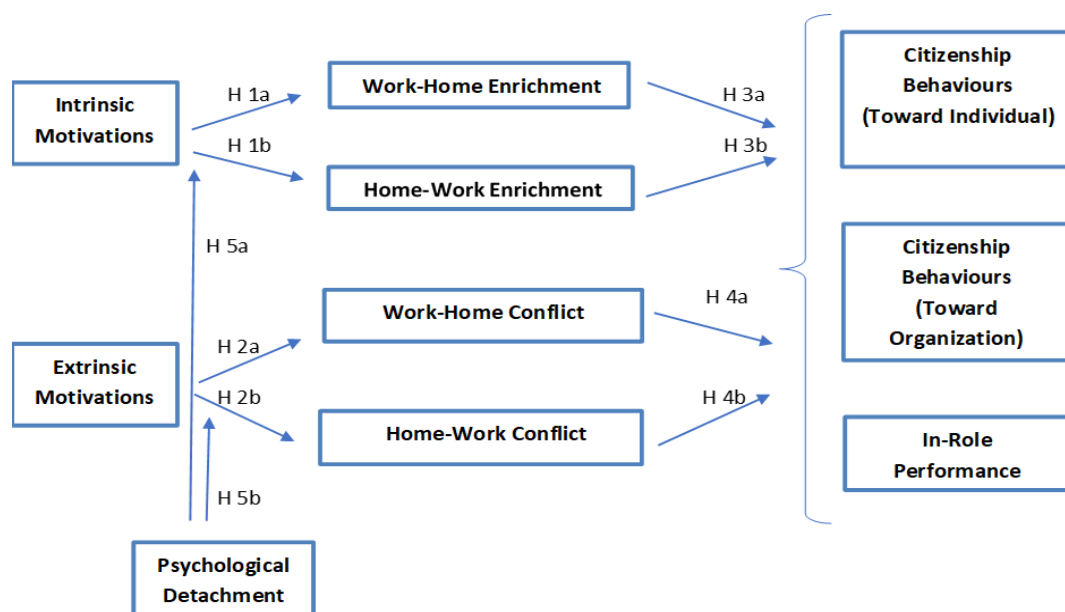 Intrinsic
Motivations
H 1a
H 1b
Work-Home Enrichment
Home-Work Enrichment
H 3a
H 3b
Citizenship
Behaviours
(Toward Individual)
H 5a
Extrinsic
Motivations
H 2a
H 2b
Work-Home Conflict
Home-Work Conflict
H 4a
H 4b
Citizenship
Behaviours
(Toward
Organization)
In-Role
Performance
H 5b
Psychological
Detachment